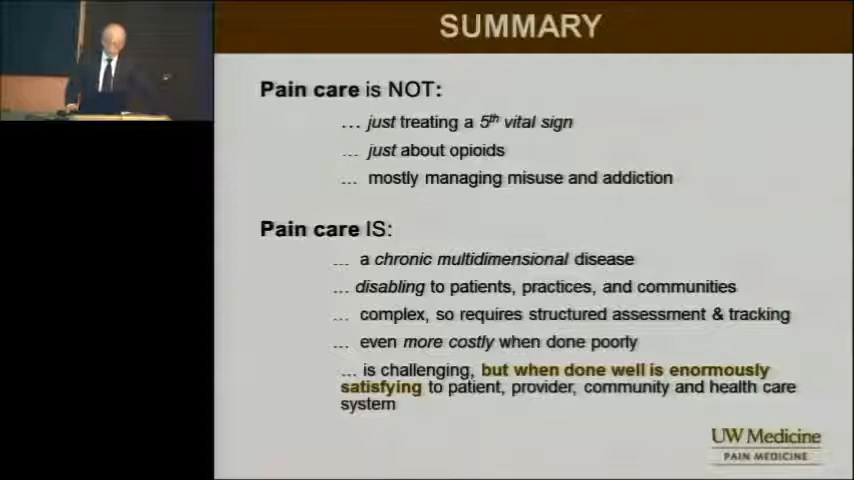 SUMMARY
Pain care is NOT:
... just treating a 5th vital sign
... just about opioids
... mostly managing misuse and addiction
Pain care IS:
... a chronic multidimensional disease
... disabling to patients, practices, and communities
... complex, so requires structured assessment & tracking
... even more costly when done poorly
... is challenging, but when done well is enormously
satisfying to patient, provider, community and health care
system
UW Medicine
PAIN MEDICINE